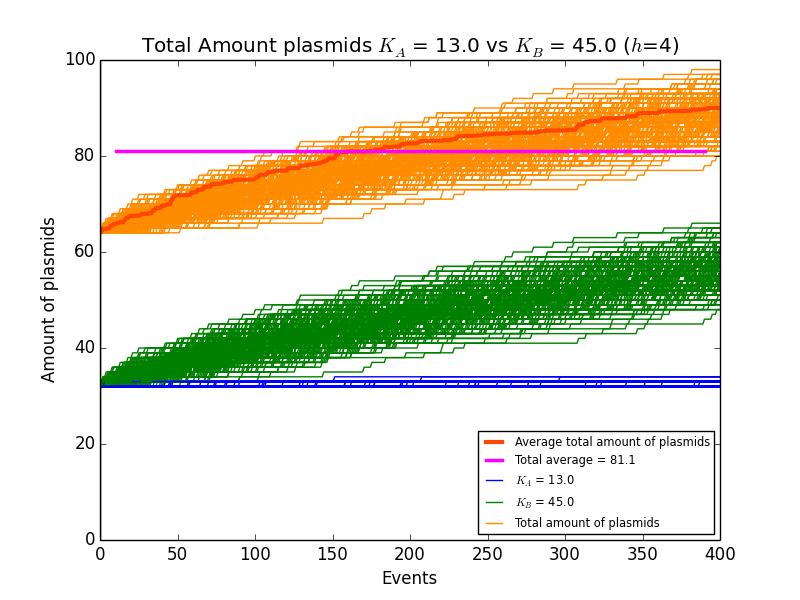 Total Amount plasmids K_A = 13.0 vs K_B = 45.0 (h=4)
Amount of plasmids
100
80
60
40
20
0
0 50 100 150 200 250 300 350 400
Events
Average total amount of plasmids
Total average = 81.1
K_A = 13.0
K_B = 45.0
Total amount of plasmids